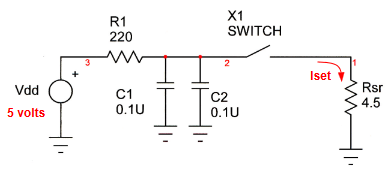 X1
SWITCH
R1
220
3
2
1
Vdd
+
5 volts
C1
0.1U
C2
0.1U
Iset
Rsr
4.5